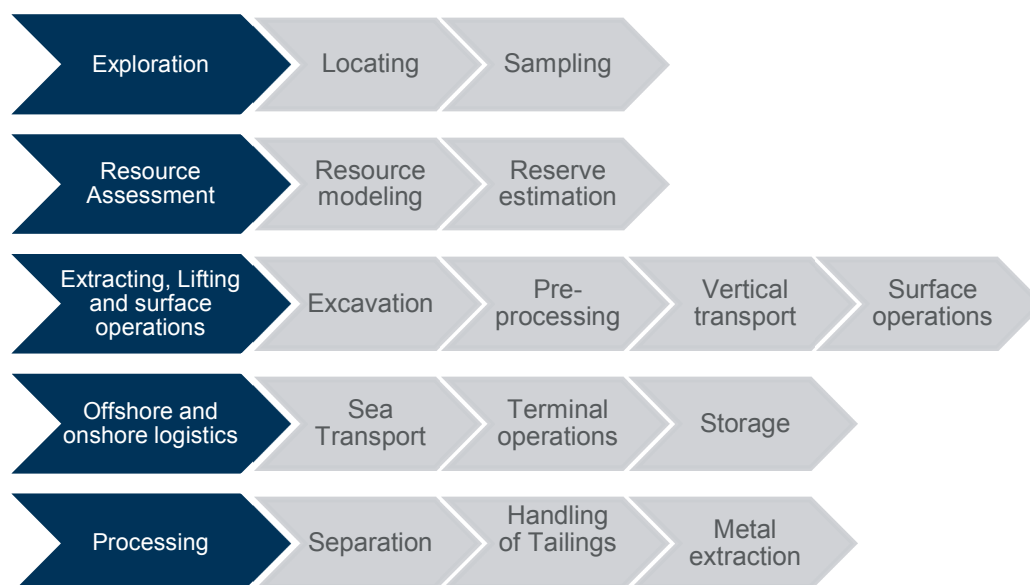 Exploration
Locating
Sampling
Resource
Assessment
Resource
modeling
Reserve
estimation
Extracting, Lifting
and surface
operations
Excavation
Pre-
processing
Vertical
transport
Surface
operations
Offshore and
onshore logistics
Sea
Transport
Terminal
operations
Storage
Processing
Separation
Handling
of Tailings
Metal
extraction